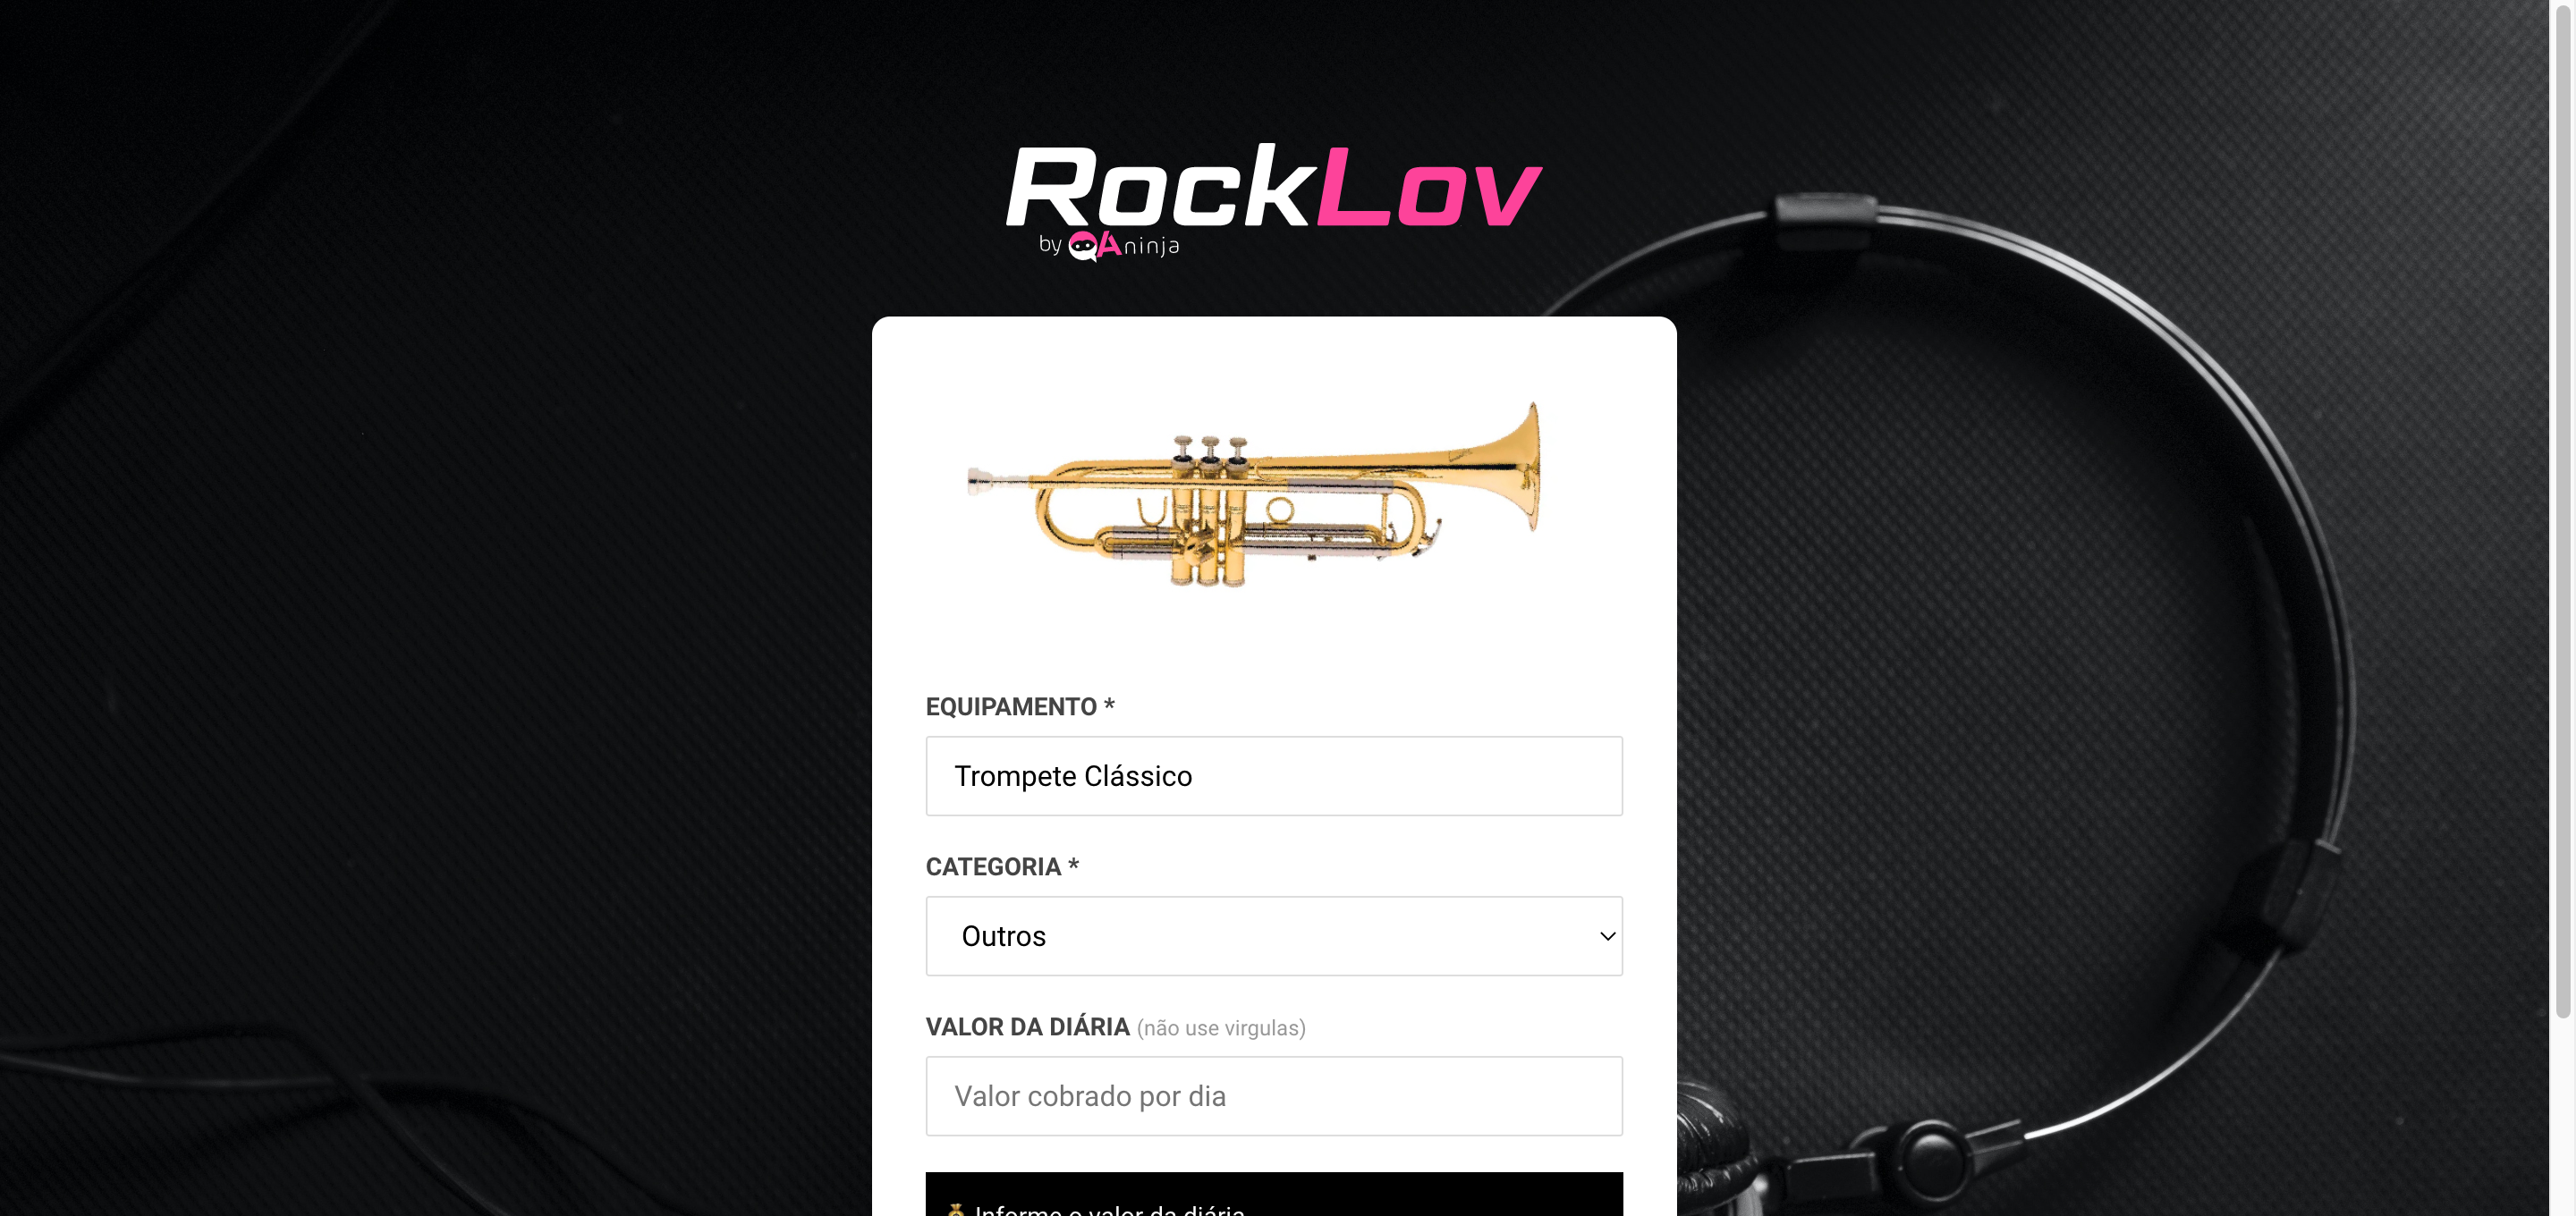 RockLov
by QAninja
EQUIPAMENTO *
Trompete Clássico
CATEGORIA *
Outros
VALOR DA DIÁRIA (não use virgulas)
Valor cobrado por dia
Informe o valor da diária